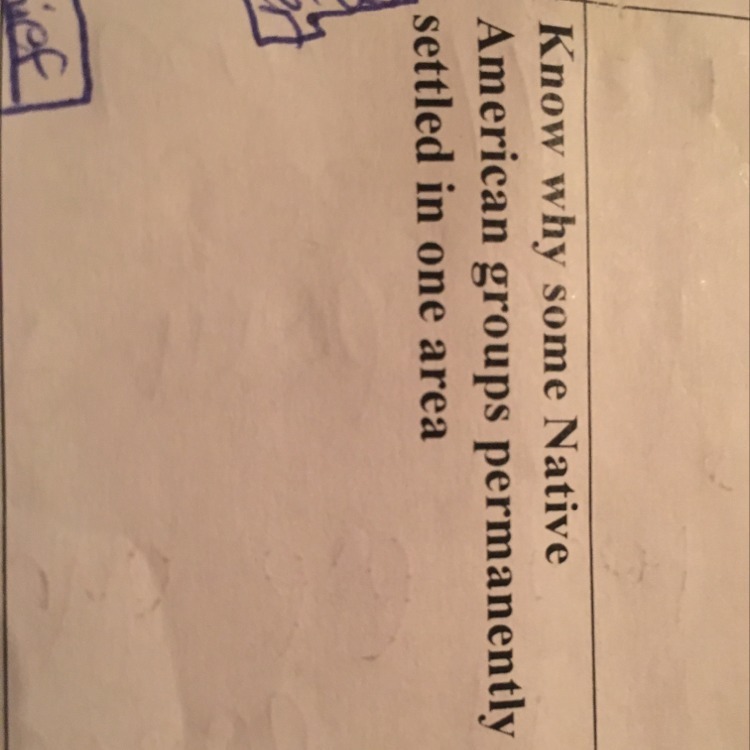 Know why some Native
American groups permanently
settled in one area